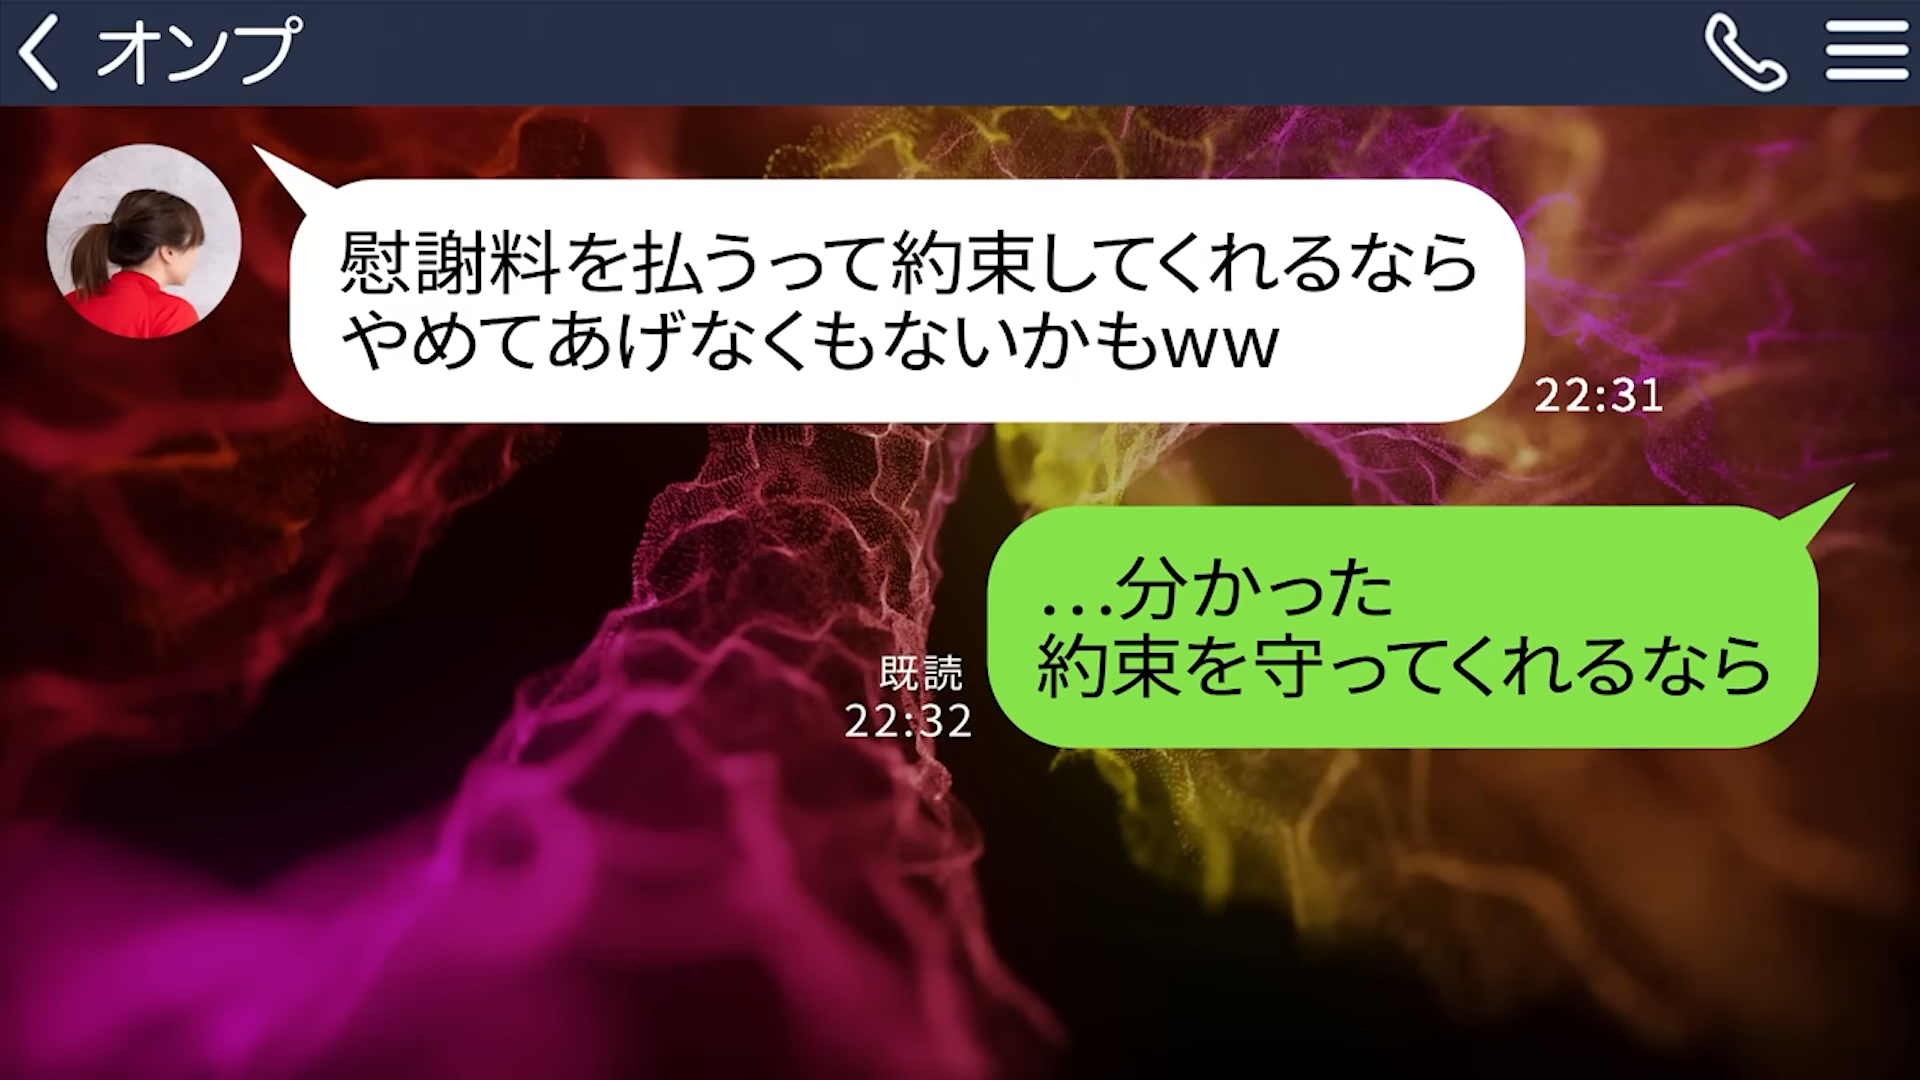 オンプ
慰謝料を払うって約束してくれるなら
やめてあげなくもないかもww
22:31
…分かった
約束を守ってくれるなら
既読
22:32